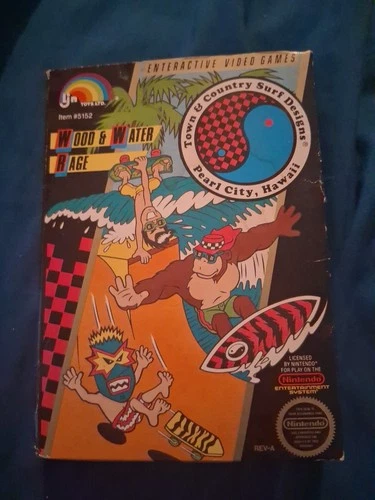 ENTERACTIVE VIDEO GAMES
LJN
TOYS, LTD.
Item #5152
Town & Country Surf Designs®
Pearl City, Hawaii
WOOD & WATER
RAGE
LICENSED
BY NINTENDO®
FOR PLAY ON THE
Nintendo
ENTERTAINMENT
SYSTEM®
Nintendo
REV-A